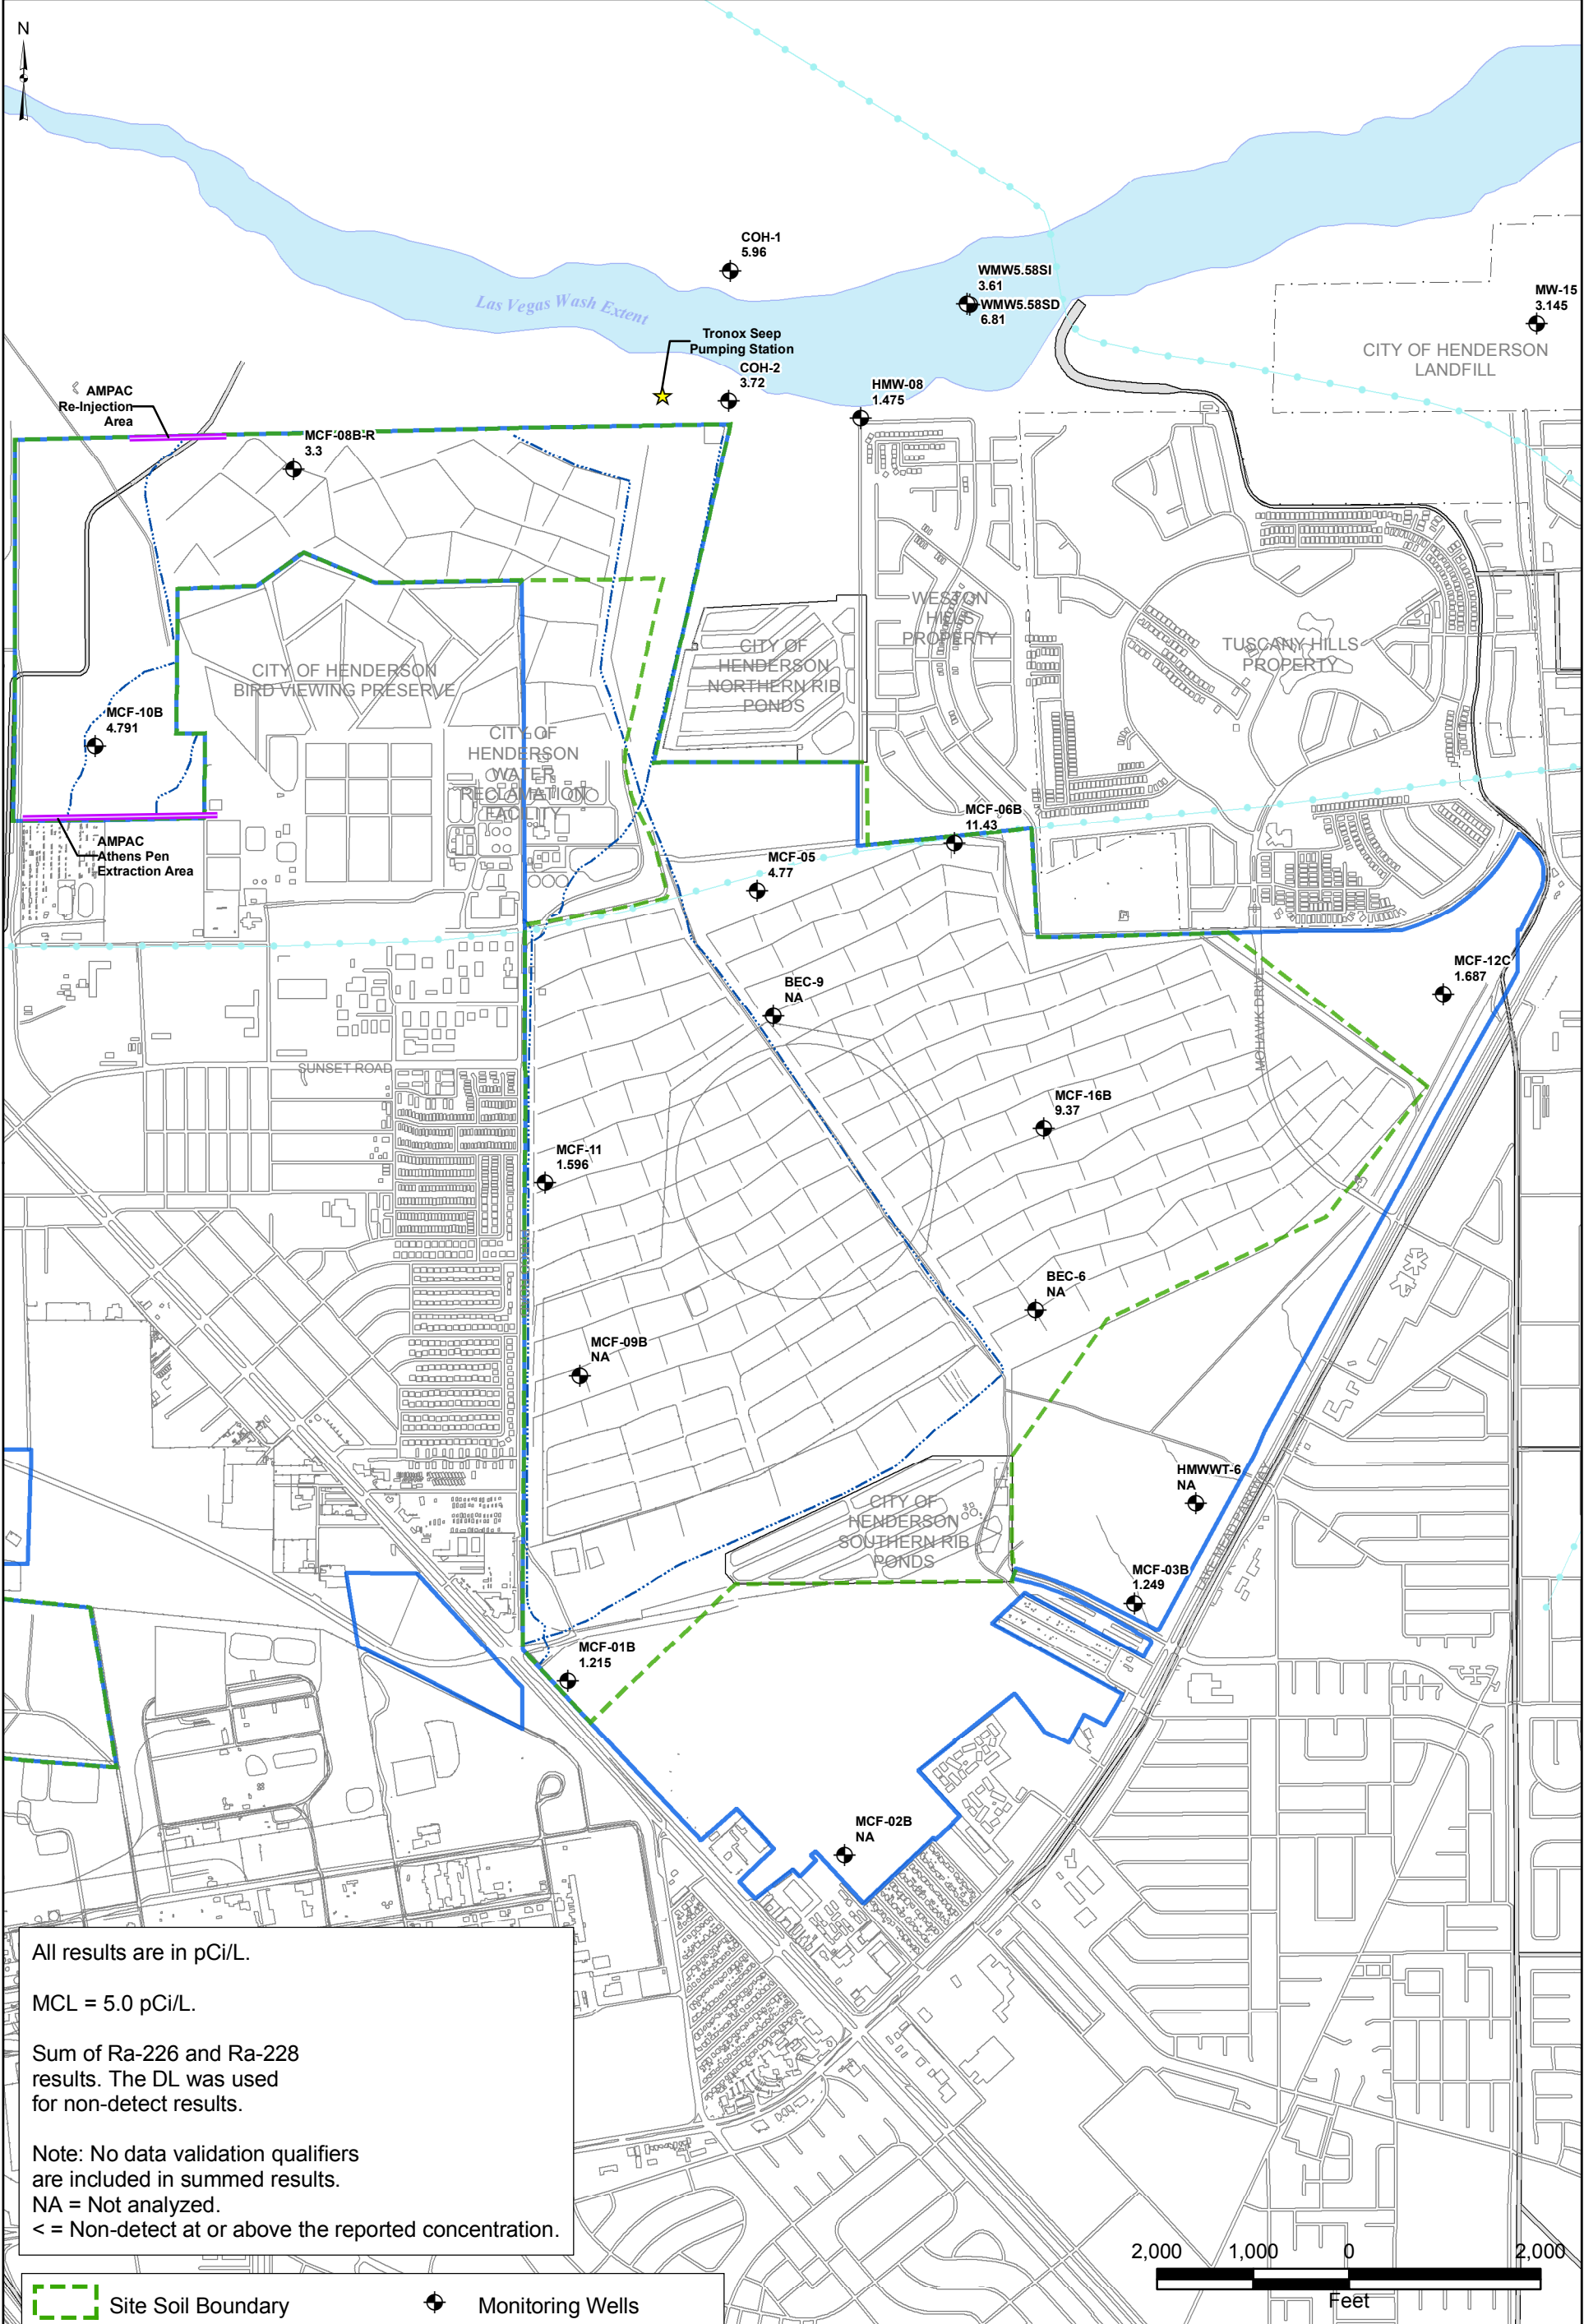 N
COH-1
5.96
WMW5.58SI
3.61
WMW5.58SD
6.81
MW-15
3.145
Las Vegas Wash Extent
Tronox Seep
Pumping Station
CITY OF HENDERSON
LANDFILL
COH-2
3.72
HMW-08
1.475
AMPAC
Re-Injection
Area
MCF-08B-R
3.3
WESTON
HILLS
PROPERTY
CITY OF
HENDERSON
NORTHERN RIB
PONDS
TUSCANY HILLS
PROPERTY
CITY OF HENDERSON
BIRD VIEWING PRESERVE
MCF-10B
4.791
CITY OF
HENDERSON
WATER
RECLAMATION
FACILITY
MCF-06B
11.43
AMPAC
Athens Pen
Extraction Area
MCF-05
4.77
MCF-12C
1.687
BEC-9
NA
MOHAWK DRIVE
SUNSET ROAD
MCF-16B
9.37
MCF-11
1.596
BEC-6
NA
MCF-09B
NA
HMWWT-6
NA
LAKE MEAD PARKWAY
CITY OF
HENDERSON
SOUTHERN RIB
PONDS
MCF-03B
1.249
MCF-01B
1.215
MCF-02B
NA
All results are in pCi/L.
MCL = 5.0 pCi/L.
Sum of Ra-226 and Ra-228
results. The DL was used
for non-detect results.
Note: No data validation qualifiers
are included in summed results.
NA = Not analyzed.
< = Non-detect at or above the reported concentration.
2,000 1,000 0 2,000
Feet
Site Soil Boundary
Monitoring Wells